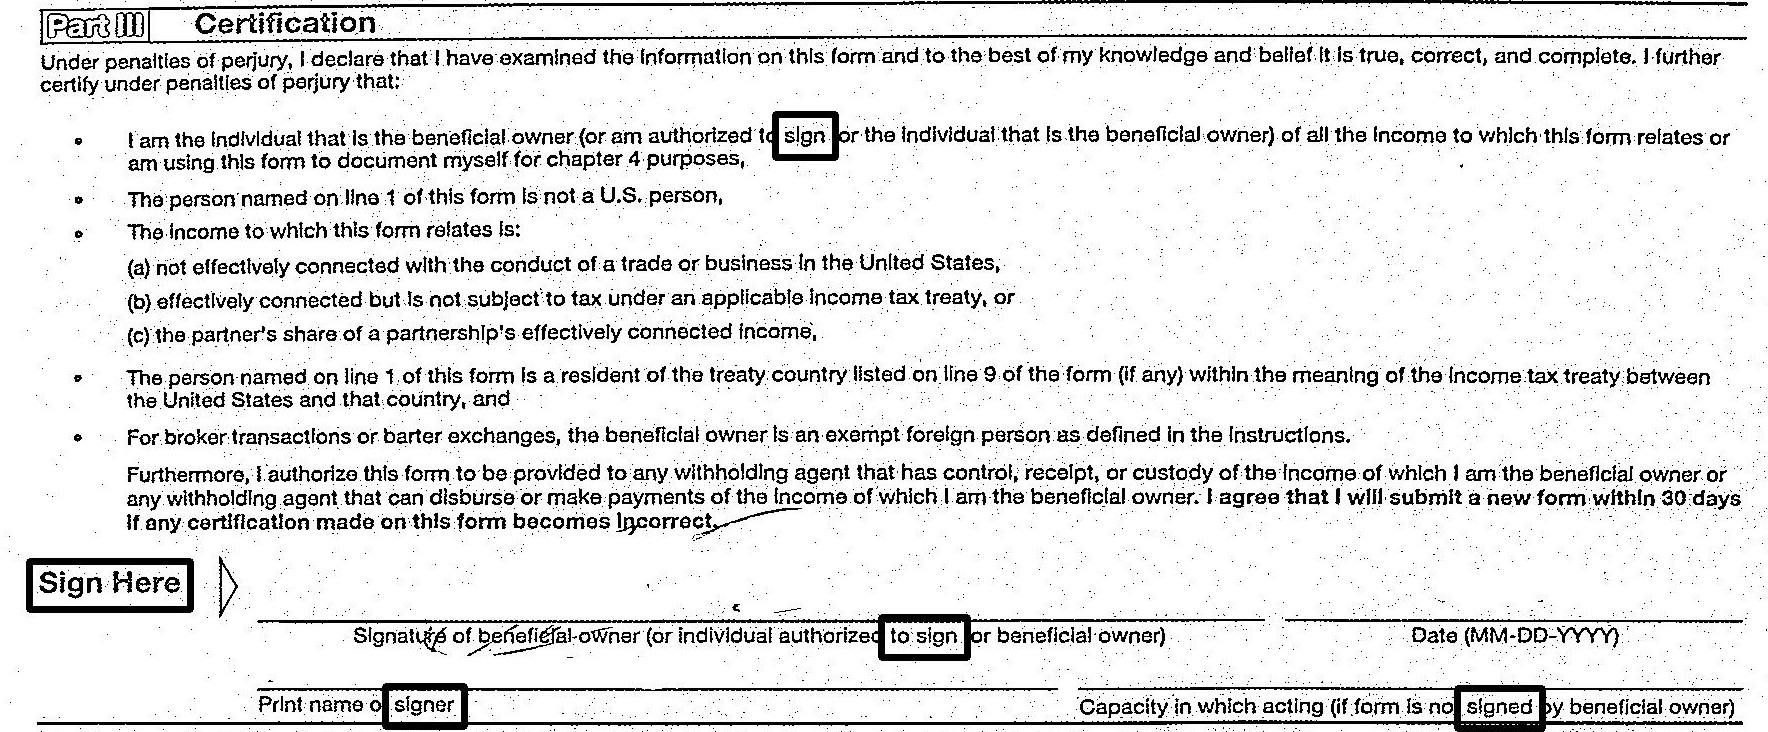 Part III Certification
Under penalties of perjury, I declare that I have examined the information on this form and to the best of my knowledge and belief it is true, correct, and complete. I further
certify under penalties of perjury that:
• I am the individual that is the beneficial owner (or am authorized to sign or the individual that is the beneficial owner) of all the income to which this form relates or
am using this form to document myself for chapter 4 purposes,
• The person named on line 1 of this form is not a U.S. person,
• The income to which this form relates is:
(a) not effectively connected with the conduct of a trade or business in the United States,
(b) effectively connected but is not subject to tax under an applicable income tax treaty, or
(c) the partner's share of a partnership's effectively connected income,
• The person named on line 1 of this form is a resident of the treaty country listed on line 9 of the form (if any) within the meaning of the income tax treaty between
the United States and that country, and
• For broker transactions or barter exchanges, the beneficial owner is an exempt foreign person as defined in the instructions.
Furthermore, I authorize this form to be provided to any withholding agent that has control, receipt, or custody of the income of which I am the beneficial owner or
any withholding agent that can disburse or make payments of the income of which I am the beneficial owner. I agree that I will submit a new form within 30 days
if any certification made on this form becomes incorrect.
Sign Here
Signature of beneficial owner (or individual authorized to sign or beneficial owner) Date (MM-DD-YYYY)
Print name o signer Capacity in which acting (if form is no signed by beneficial owner)